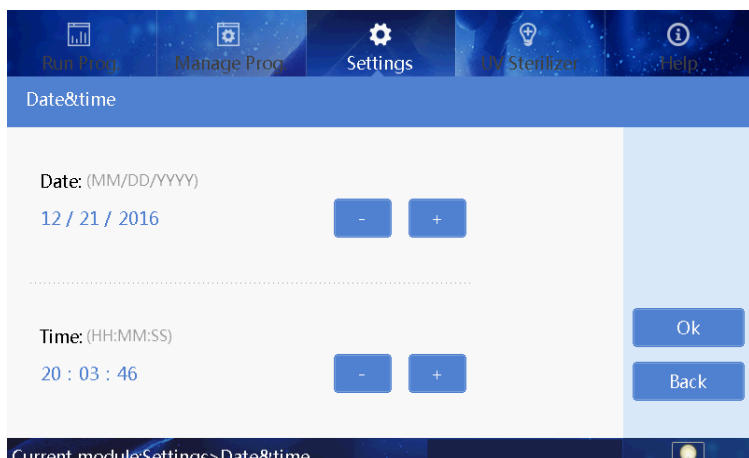 Run Prog. Manage Prog. Settings UV Sterilizer Help
Date&time
Date: (MM/DD/YYYY)
12 / 21 / 2016
- +
Time: (HH:MM:SS)
20 : 03 : 46
- +
Ok
Back
Current module:Settings>Date&time